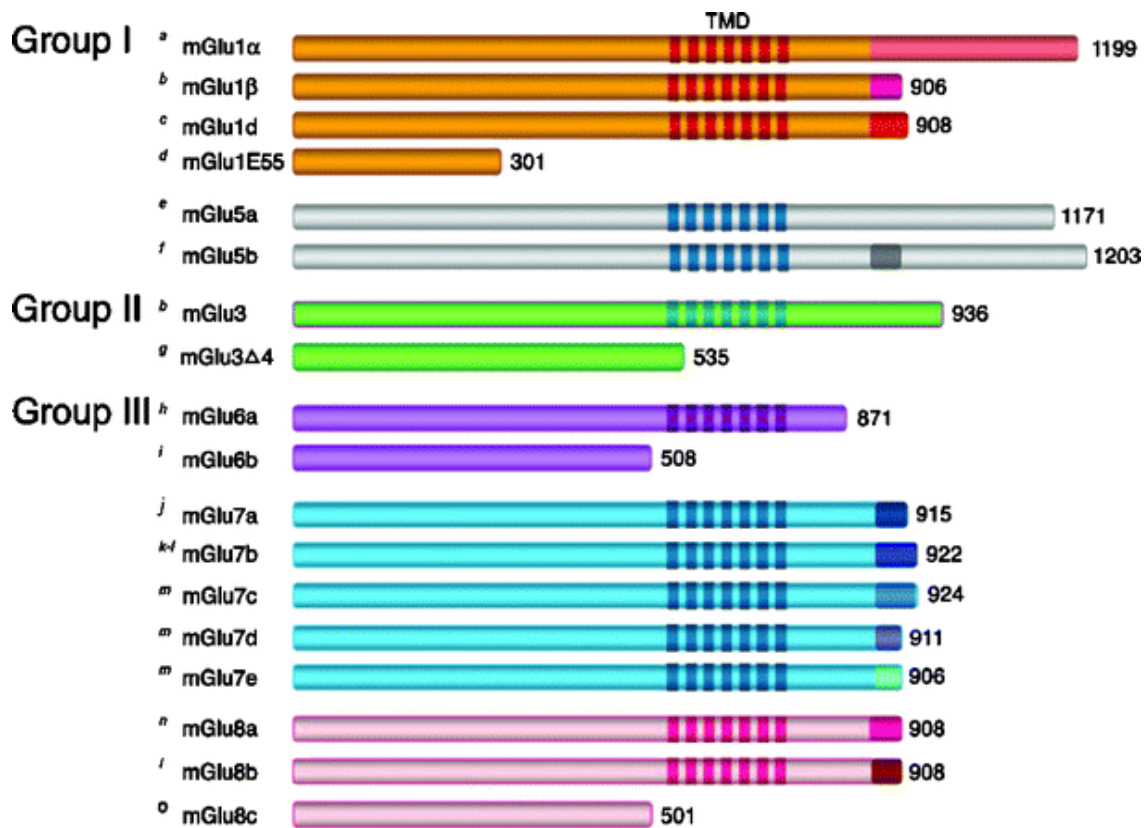 TMD
Group I a mGlu1α 1199
b mGlu1β 906
c mGlu1d 908
d mGlu1E55 301
e mGlu5a 1171
f mGlu5b 1203
Group II b mGlu3 936
g mGlu3Δ4 535
Group III h mGlu6a 871
i mGlu6b 508
j mGlu7a 915
k-l mGlu7b 922
m mGlu7c 924
m mGlu7d 911
m mGlu7e 906
n mGlu8a 908
l mGlu8b 908
o mGlu8c 501